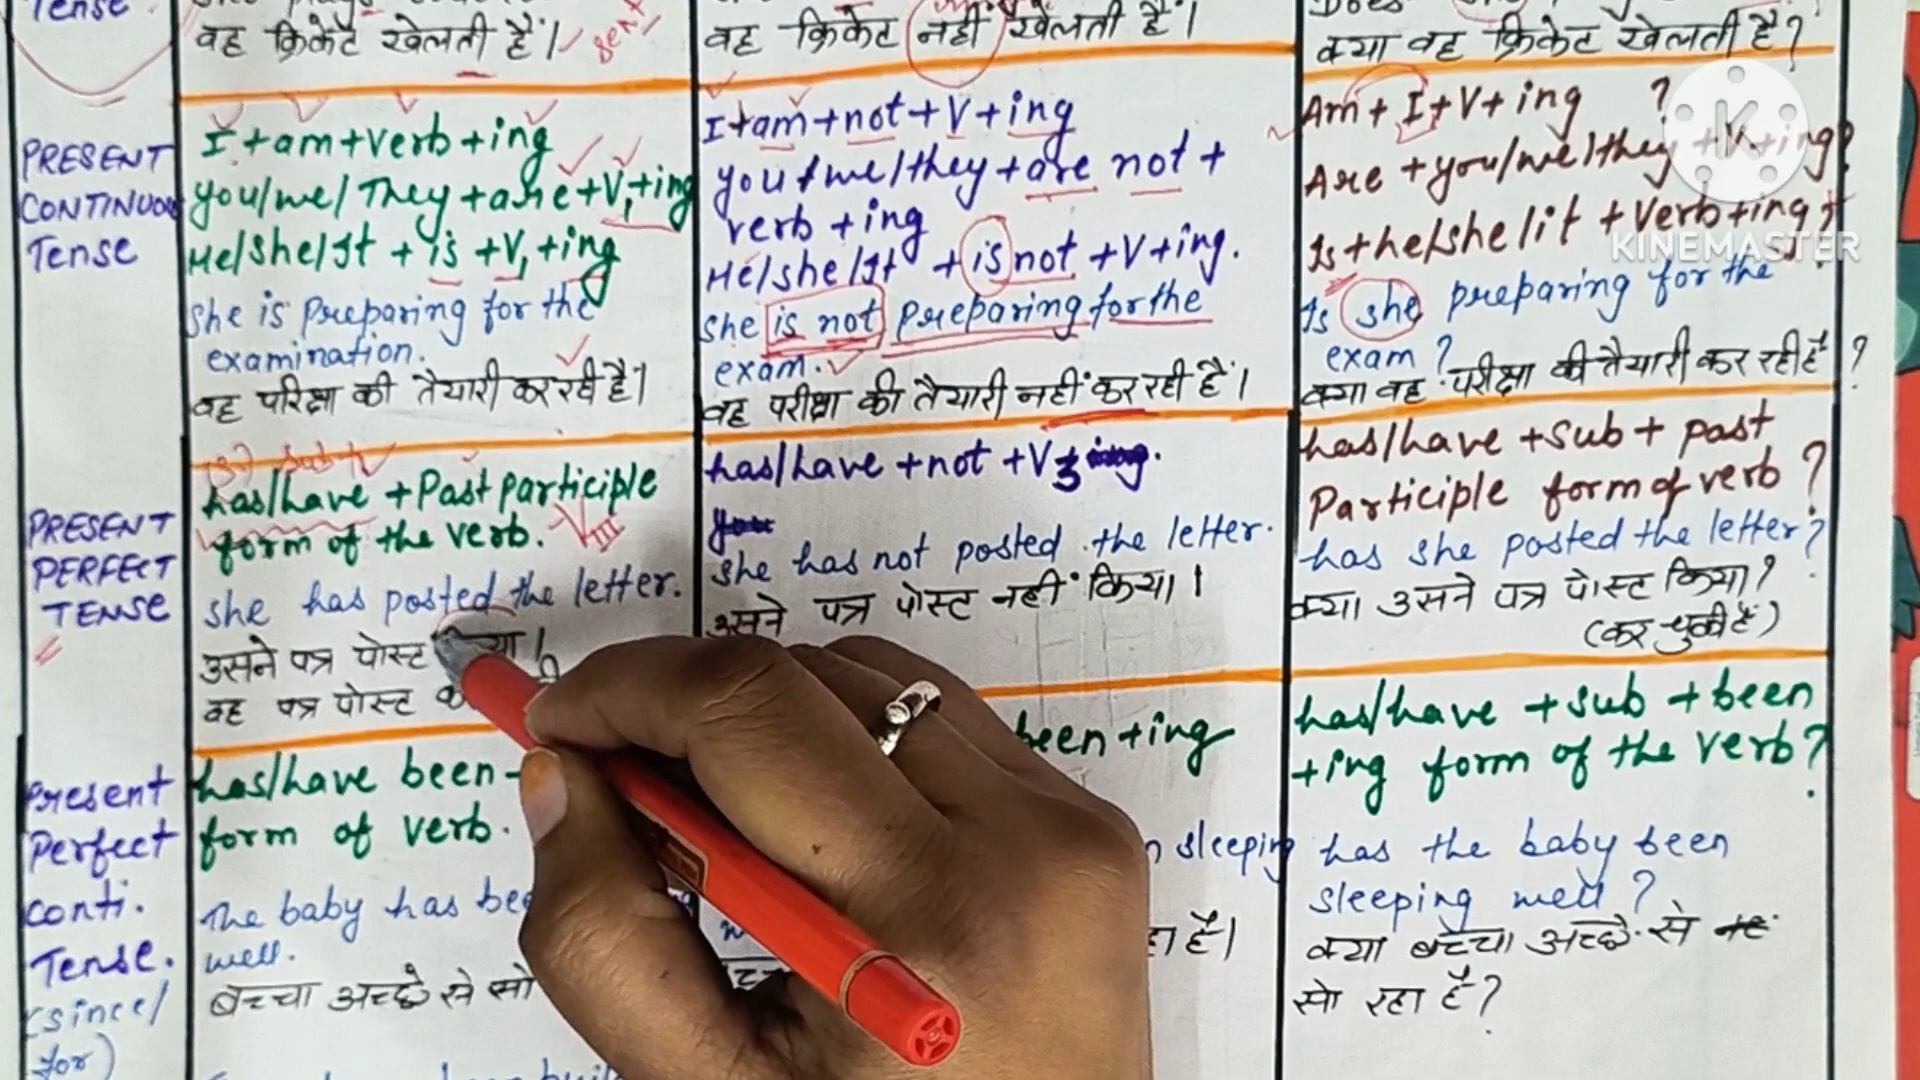 Tense
वह क्रिकेट खेलती है।
sent
वह क्रिकेट नहीं खेलती है।
Does
क्या वह क्रिकेट खेलती है?
PRESENT
CONTINUOUS
Tense
I+am+verb+ing
you/we/They+are+V1+ing
He/she/It + is +V1+ing
she is preparing for the
examination.
वह परिक्षा की तैयारी कर रही है।
I+am+not+V+ing
you/we/they+are not+
verb+ing
He/she/It +is not +V+ing.
she is not preparing for the
exam.
वह परीक्षा की तैयारी नहीं कर रही है।
Am+I+V+ing ?
Are+you/we/they+V+ing?
Is+he/she/it +Verb+ing?
Is she preparing for the
exam ?
क्या वह परीक्षा की तैयारी कर रही है ?
KINEMASTER
PRESENT
PERFECT
TENSE
has/have +Past participle
form of the verb. VIII
she has posted the letter.
उसने पत्र पोस्ट
वह पत्र पोस्ट
has/have +not +V3
she has not posted the letter.
उसने पत्र पोस्ट नहीं किया।
has/have +sub+ past
Participle form of verb ?
has she posted the letter?
क्या उसने पत्र पोस्ट किया?
(कर चुकी है)
Present
Perfect
conti.
Tense.
(since/
for)
has/have been
form of verb.
The baby has
well.
बच्चा अच्छे से सो
been +ing
sleeping
है।
has/have +sub +been
+ing form of the verb?
has the baby been
sleeping well ?
क्या बच्चा अच्छे से
सो रहा है?